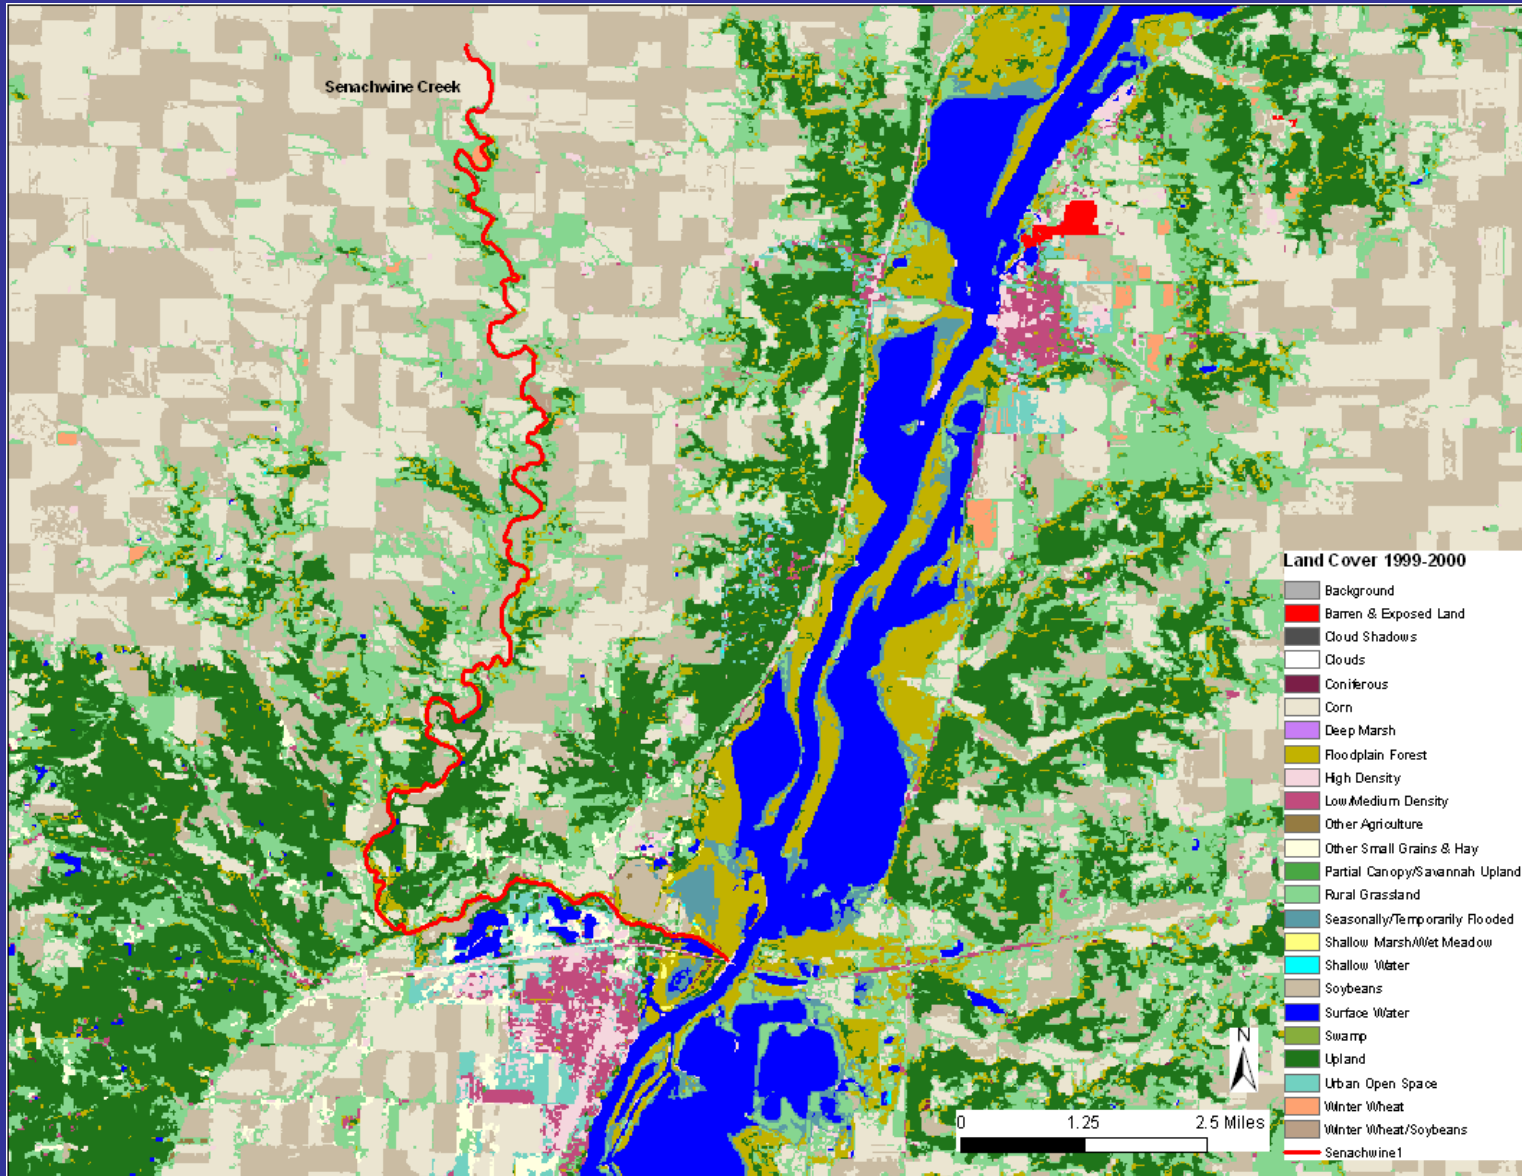 Senachwine Creek
Land Cover 1999-2000
Background
Barren & Exposed Land
Cloud Shadows
Clouds
Coniferous
Corn
Deep Marsh
Floodplain Forest
High Density
Low/Medium Density
Other Agriculture
Other Small Grains & Hay
Partial Canopy/Savannah Upland
Rural Grassland
Seasonally/Temporarily Flooded
Shallow Marsh/Wet Meadow
Shallow Water
Soybeans
Surface Water
Swamp
Upland
Urban Open Space
Winter Wheat
Winter Wheat/Soybeans
Senachwine1
N
0 1.25 2.5 Miles